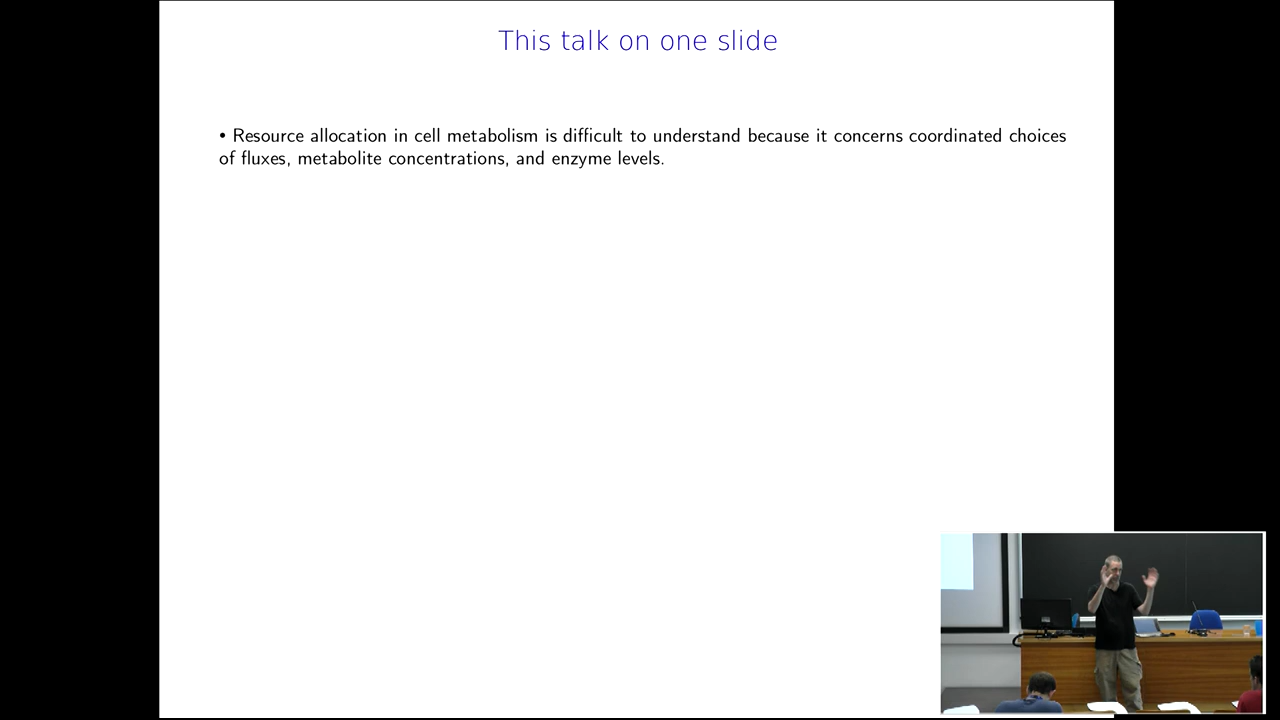 This talk on one slide
• Resource allocation in cell metabolism is difficult to understand because it concerns coordinated choices
of fluxes, metabolite concentrations, and enzyme levels.